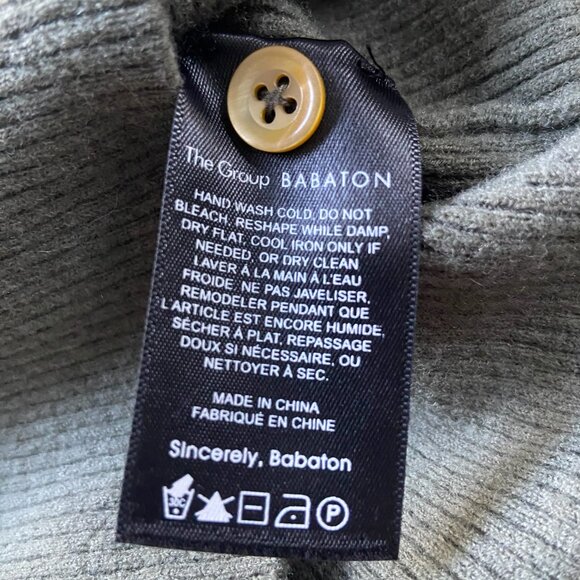 The Group BABATON
HAND WASH COLD, DO NOT
BLEACH, RESHAPE WHILE DAMP,
DRY FLAT, COOL IRON ONLY IF
NEEDED, OR DRY CLEAN
LAVER À LA MAIN À L'EAU
FROIDE. NE PAS JAVELISER,
REMODELER PENDANT QUE
L'ARTICLE EST ENCORE HUMIDE,
SÉCHER À PLAT, REPASSAGE
DOUX SI NÉCESSAIRE, OU
NETTOYER À SEC.
MADE IN CHINA
FABRIQUÉ EN CHINE
Sincerely, Babaton
30C P